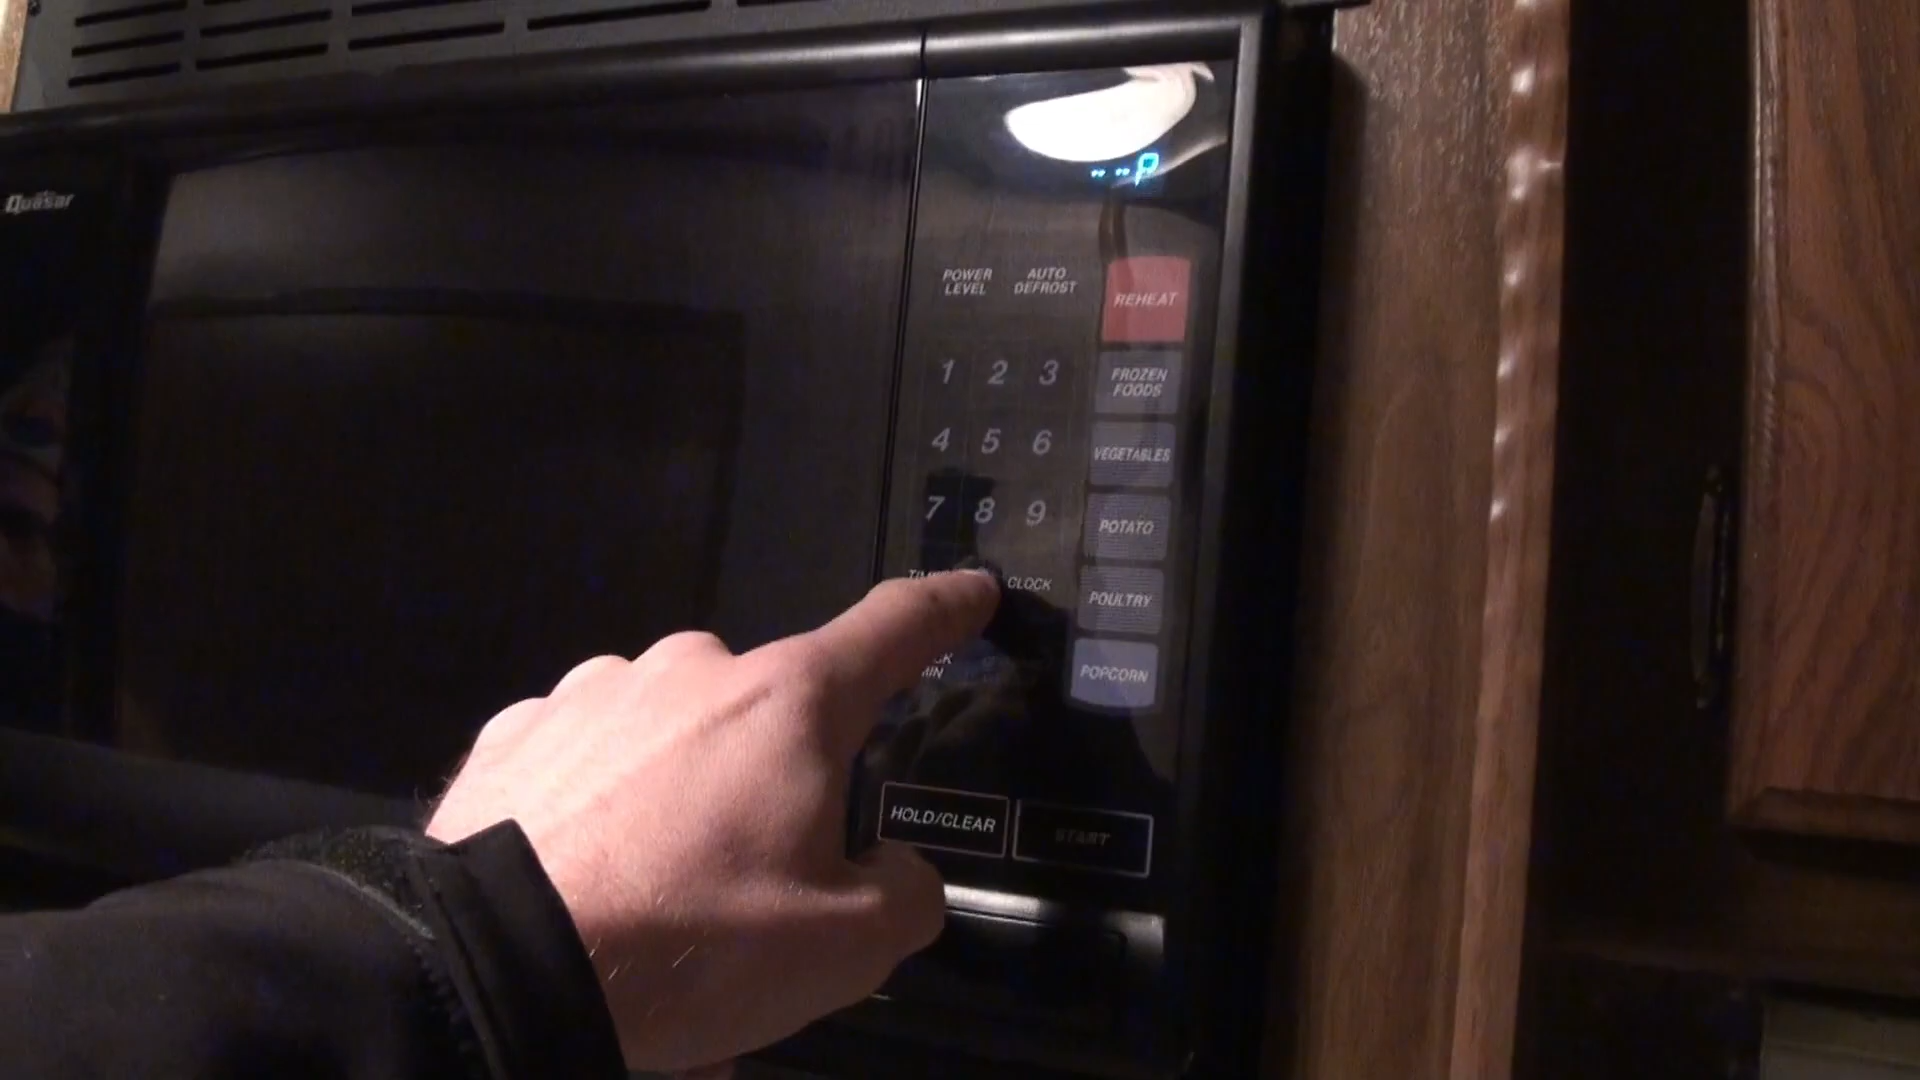 Quasar
P
POWER
LEVEL
AUTO
DEFROST
REHEAT
1 2 3
FROZEN
FOODS
4 5 6
VEGETABLES
7 8 9
POTATO
CLOCK
POULTRY
POPCORN
HOLD/CLEAR
START